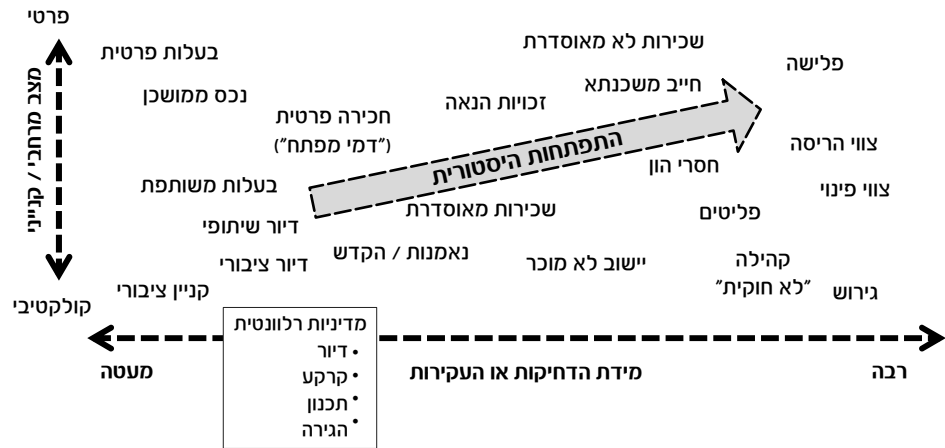 פרטי
שכירות לא מאוסדרת
בעלות פרטית
פלישה
חייב משכנתא
נכס ממושכן
זכויות הנאה
חכירה פרטית
("דמי מפתח")
מצב מרחבי / קנייני
התפתחות היסטורית
צווי הריסה
חסרי הון
בעלות משותפת
צווי פינוי
שכירות מאוסדרת
פליטים
דיור שיתופי
נאמנות / הקדש
דיור ציבורי
יישוב לא מוכר
קהילה
"לא חוקית"
גירוש
קניין ציבורי
קולקטיבי
מדיניות רלוונטית
• דיור
• קרקע
• תכנון
• הגירה
רבה
מידת הדחיקות או העקירות
מעטה